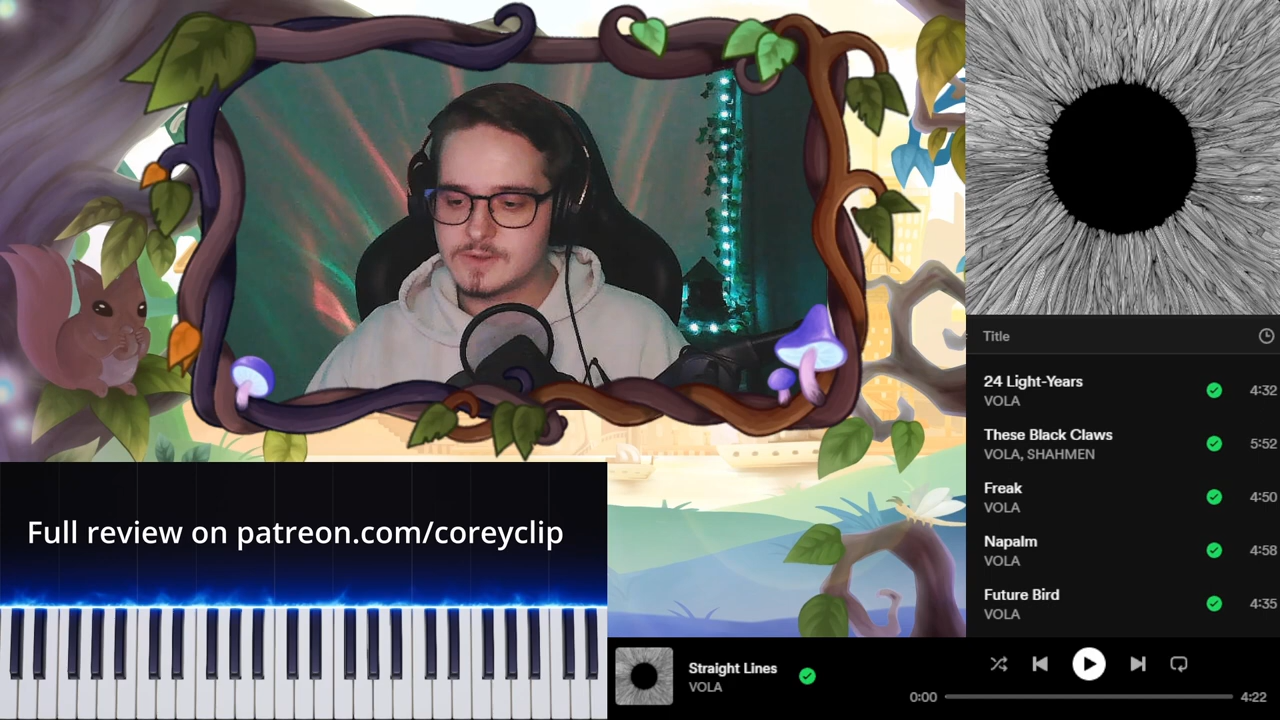 Title
24 Light-Years
VOLA
4:32
These Black Claws
VOLA, SHAHMEN
5:52
Freak
VOLA
4:50
Napalm
VOLA
4:58
Future Bird
VOLA
4:35
Full review on patreon.com/coreyclip
Straight Lines
VOLA
0:00
4:22